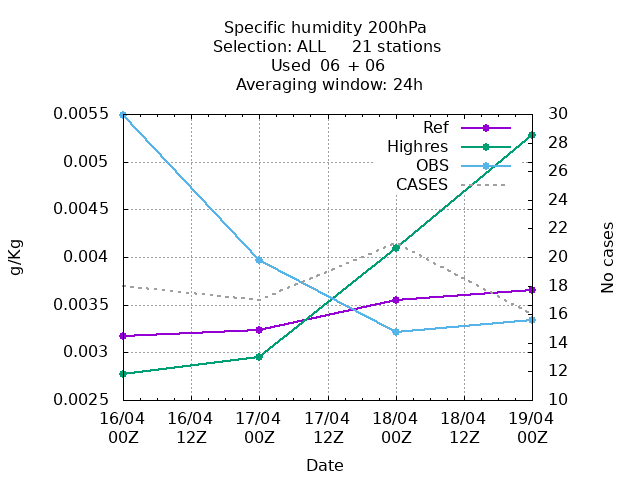 Specific humidity 200hPa
Selection: ALL     21 stations
Used  06 + 06
Averaging window: 24h
0.0055
0.005
0.0045
0.004
0.0035
0.003
0.0025
g/Kg
Ref
Highres
OBS
CASES
30
28
26
24
22
20
18
16
14
12
10
No cases
16/04 16/04 17/04 17/04 18/04 18/04 19/04
00Z 12Z 00Z 12Z 00Z 12Z 00Z
Date